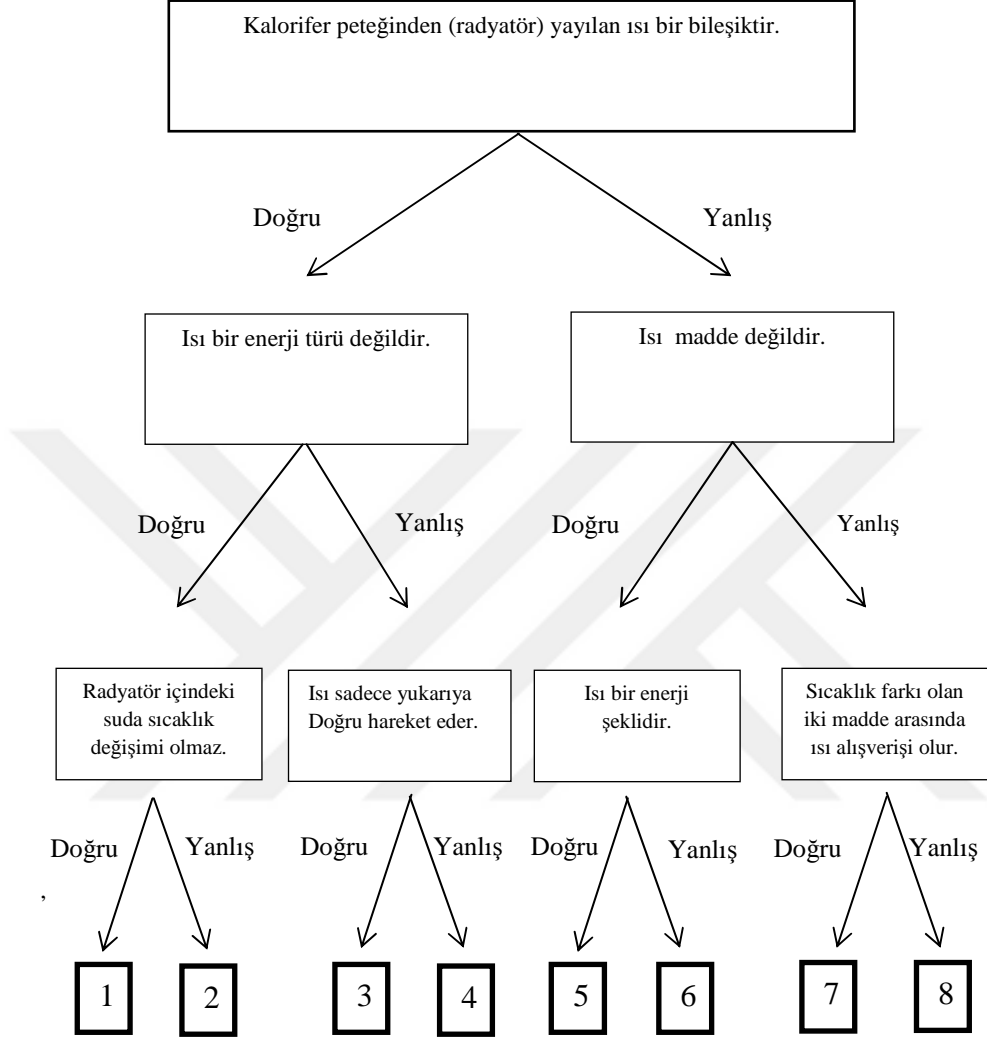 Kalorifer peteğinden (radyatör) yayılan ısı bir bileşiktir.
Doğru
Yanlış
Isı bir enerji türü değildir.
Isı madde değildir.
Doğru
Yanlış
Doğru
Yanlış
Radyatör içindeki
suda sıcaklık
değişimi olmaz.
Isı sadece yukarıya
Doğru hareket eder.
Isı bir enerji
şeklidir.
Sıcaklık farkı olan
iki madde arasında
ısı alışverişi olur.
Doğru
Yanlış
Doğru
Yanlış
Doğru
Yanlış
Doğru
Yanlış
,
1
2
3
4
5
6
7
8